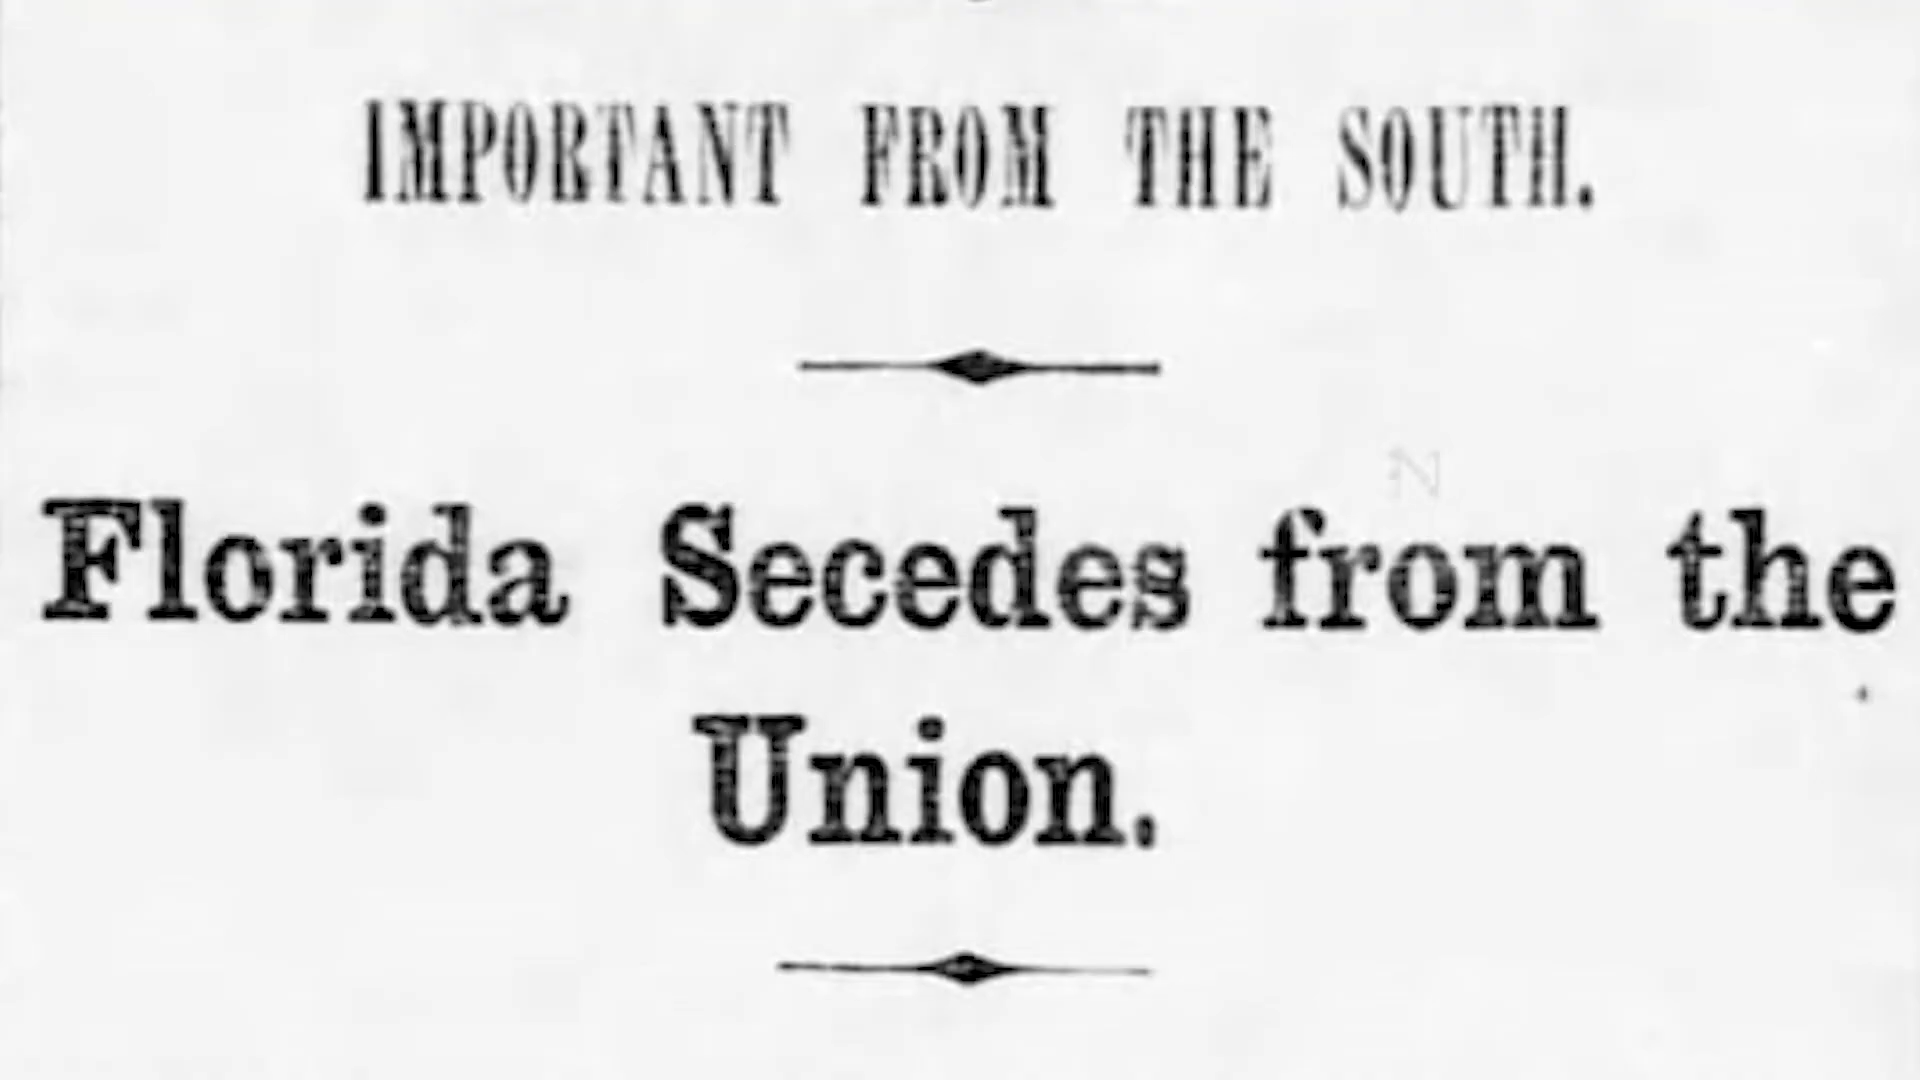 IMPORTANT FROM THE SOUTH.
Florida Secedes from the
Union.